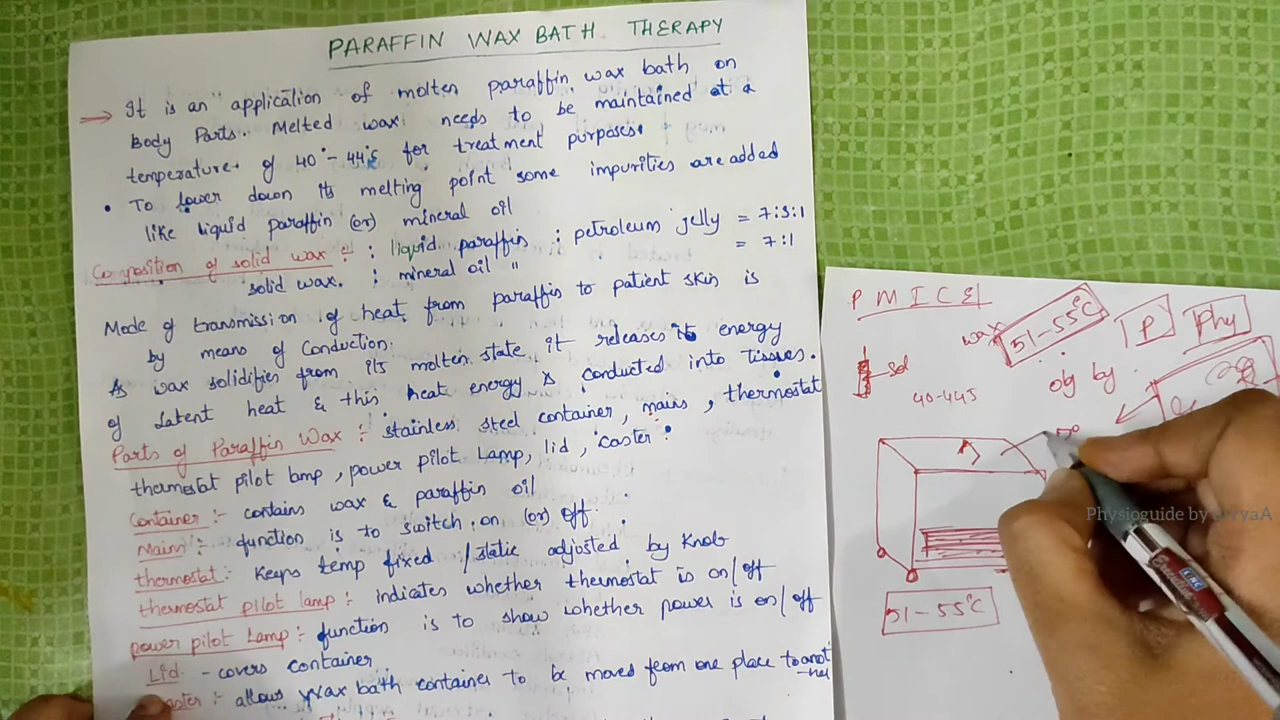 PARAFFIN WAX BATH THERAPY
→ It is an application of molten paraffin wax bath on
Body Parts. Melted wax needs to be maintained at a
temperature of 40° - 44°C for treatment purposes.
• To lower down its melting point some impurities are added
like liquid paraffin (or) mineral oil
Composition of solid wax :- : liquid paraffin : petroleum jelly = 7:3:1
solid wax : mineral oil " = 7:1
Mode of transmission of heat from paraffin to patient skin is
by means of conduction.
As wax solidifies from its molten state it releases its energy
of Latent heat & this heat energy is conducted into tissues.
Parts of Paraffin Wax :- stainless steel container, mains, thermostat
thermostat pilot lamp, power pilot Lamp, lid, caster :
Container :- contains wax & paraffin oil
Main :- function is to switch on (or) off.
thermostat :- Keeps temp fixed / static adjusted by Knob
thermostat pilot lamp :- indicates whether thermostat is on/off
power pilot Lamp :- function is to show whether power is on/off
Lid - covers container
caster :- allows Wax bath container to be moved from one place to anot
-her
P M I C E
wax 51-55°C P Phy
sol
40-445 obj by
51-55°C
Physioguide by